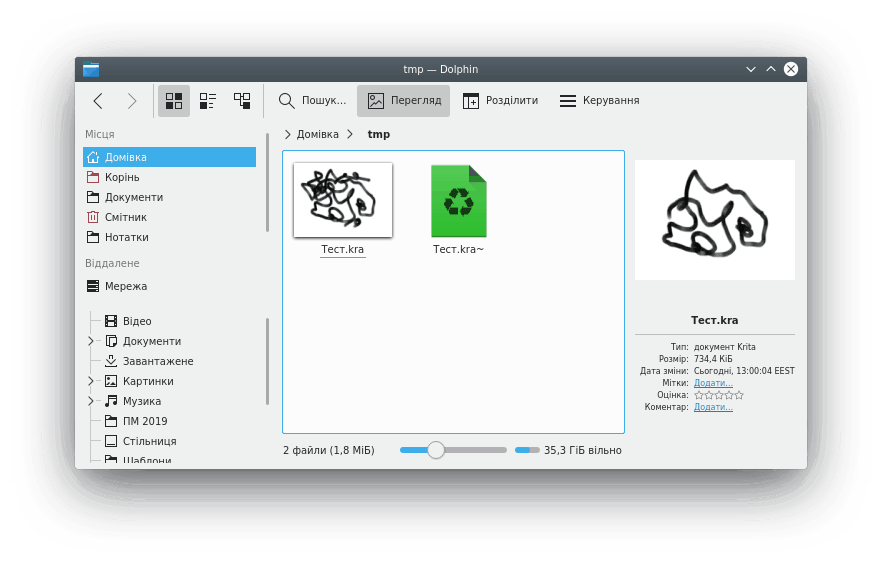 tmp — Dolphin
Пошук...
Перегляд
Розділити
Керування
Місця
Домівка
Корінь
Документи
Смітник
Нотатки
Віддалене
Мережа
Відео
Документи
Завантажене
Картинки
Музика
ПМ 2019
Стільниця
Шаблони
Домівка
tmp
Тест.kra
Тест.kra~
2 файли (1,8 МіБ)
35,3 ГіБ вільно
Тест.kra
Тип: документ Krita
Розмір: 734,4 КіБ
Дата зміни: Сьогодні, 13:00:04 EEST
Мітки: Додати...
Оцінка:
Коментар: Додати...